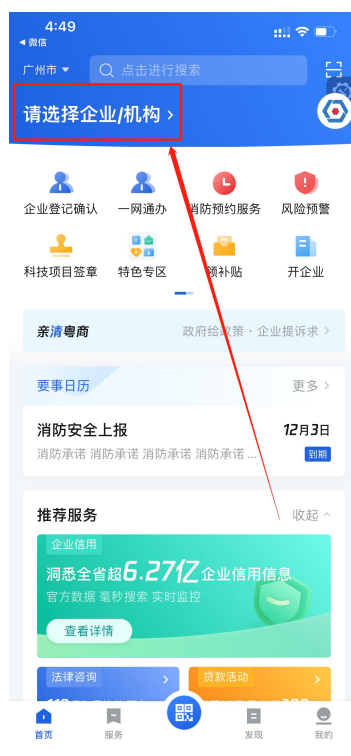 4:49
微信
广州市
点击进行搜索
请选择企业/机构
企业登记确认 一网通办 消防预约服务 风险预警
科技项目签章 特色专区 领补贴 开企业
亲清粤商 政府给政策·企业提诉求
要事日历 更多
消防安全上报 12月3日
消防承诺 消防承诺 消防承诺 消防承诺 ... 到期
推荐服务 收起
企业信用
洞悉全省超6.27亿企业信用信息
官方数据 毫秒搜索 实时监控
查看详情
法律咨询 贷款活动
首页 服务 发现 我的